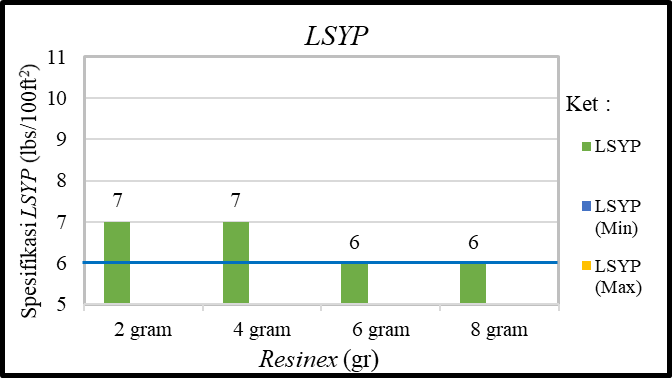 LSYP
Spesifikasi LSYP (lbs/100ft²)
11
10
9
8
7
6
5
7
7
6
6
2 gram
4 gram
6 gram
8 gram
Resinex (gr)
Ket :
LSYP
LSYP
(Min)
LSYP
(Max)